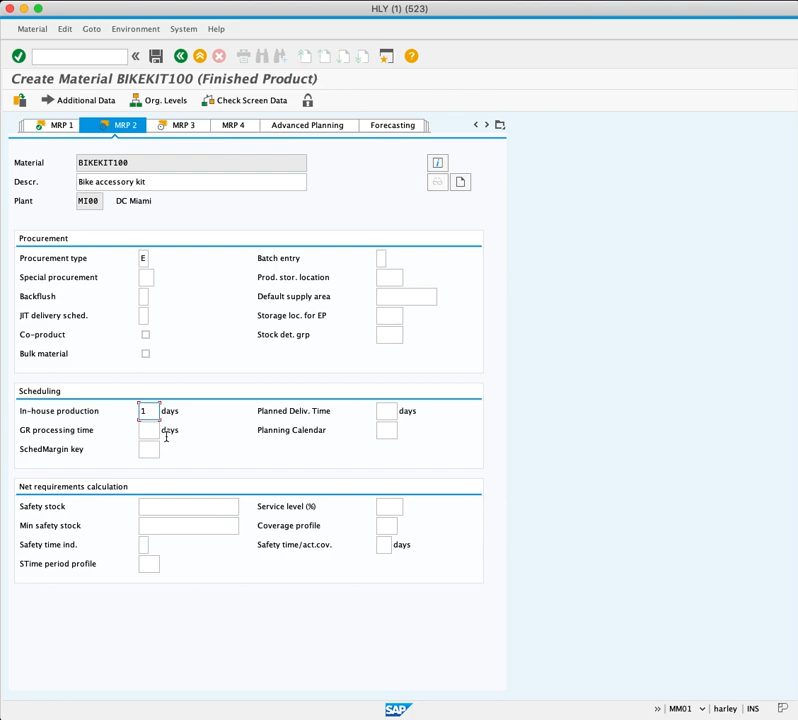 HLY (1) (523)
Material Edit Goto Environment System Help
Create Material BIKEKIT100 (Finished Product)
Additional Data Org. Levels Check Screen Data
MRP 1 MRP 2 MRP 3 MRP 4 Advanced Planning Forecasting
Material BIKEKIT100
Descr. Bike accessory kit
Plant MI00 DC Miami
Procurement
Procurement type E Batch entry
Special procurement Prod. stor. location
Backflush Default supply area
JIT delivery sched. Storage loc. for EP
Co-product Stock det. grp
Bulk material
Scheduling
In-house production 1 days Planned Deliv. Time days
GR processing time days Planning Calendar
SchedMargin key
Net requirements calculation
Safety stock Service level (%)
Min safety stock Coverage profile
Safety time ind. Safety time/act.cov. days
STime period profile
SAP MM01 harley INS